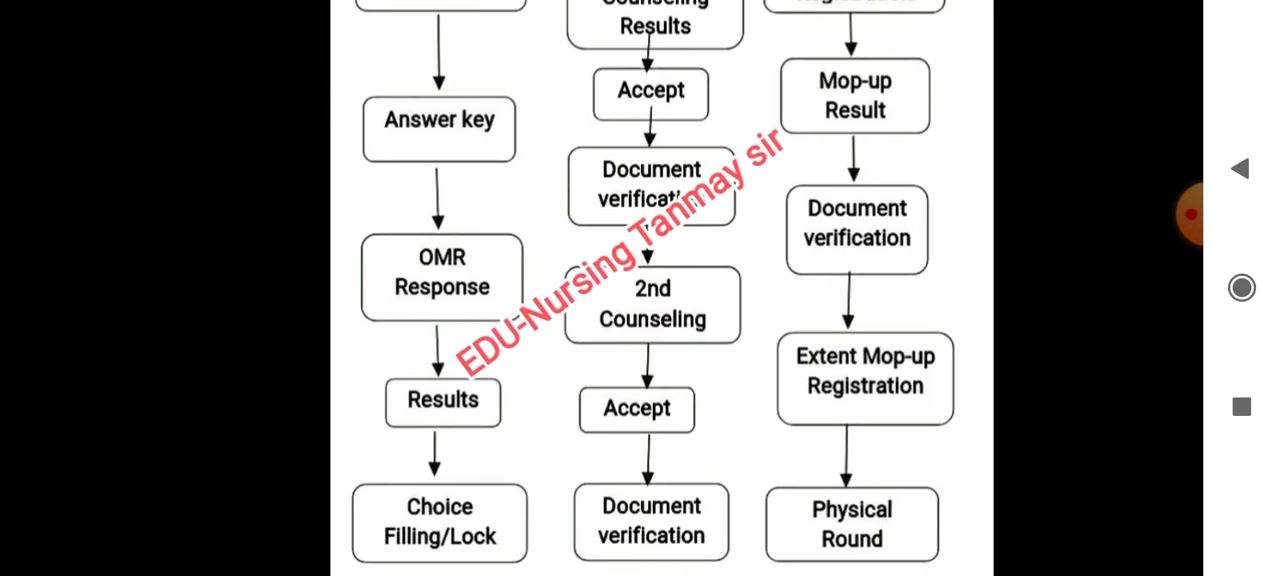 Answer key
OMR
Response
Results
Choice
Filling/Lock
Counseling
Results
Accept
Document
verification
2nd
Counseling
Accept
Document
verification
Mop-up
Result
Document
verification
Extent Mop-up
Registration
Physical
Round
EDU-Nursing Tanmay sir